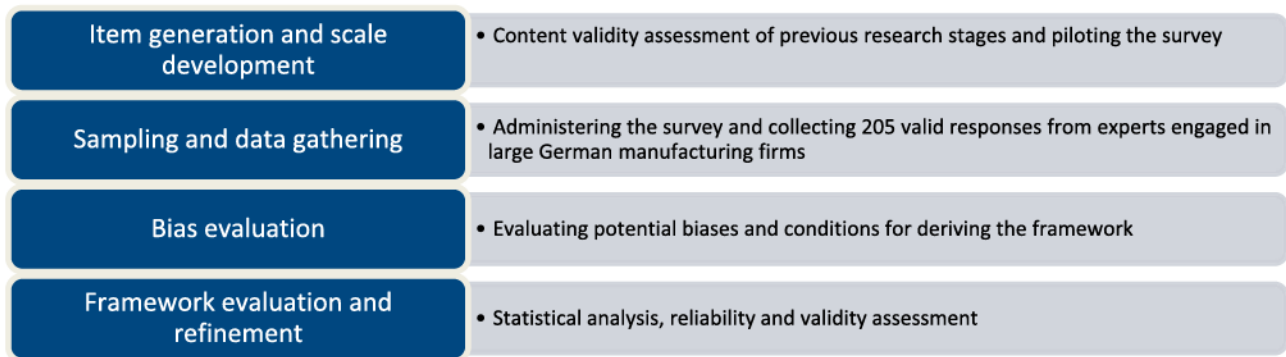 Item generation and scale
development
• Content validity assessment of previous research stages and piloting the survey
Sampling and data gathering
• Administering the survey and collecting 205 valid responses from experts engaged in
large German manufacturing firms
Bias evaluation
• Evaluating potential biases and conditions for deriving the framework
Framework evaluation and
refinement
• Statistical analysis, reliability and validity assessment